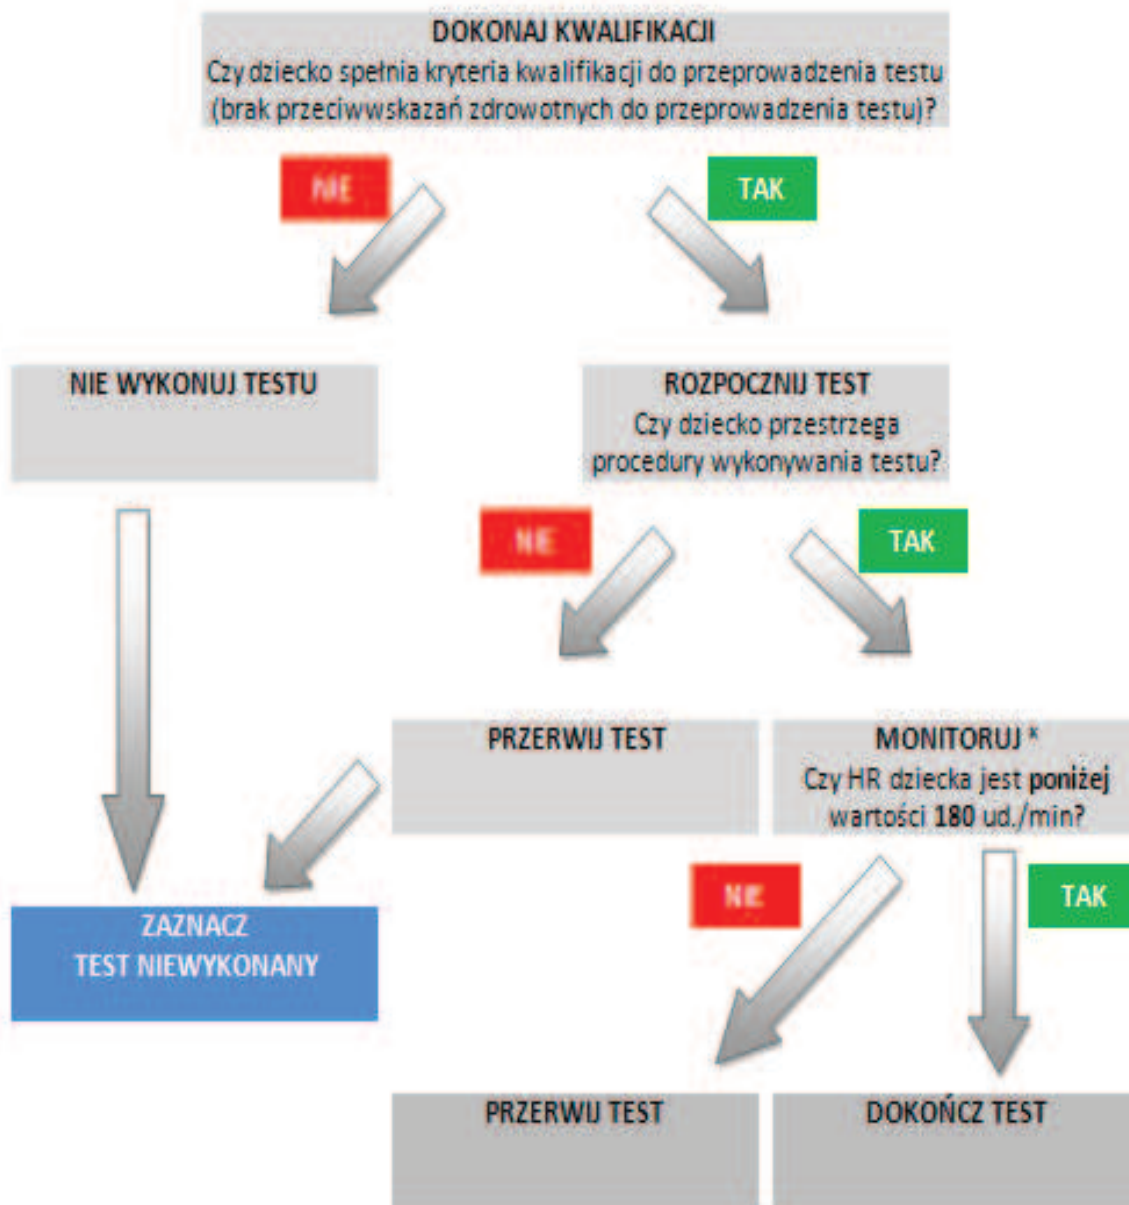 DOKONAJ KWALIFIKACJI
Czy dziecko spełnia kryteria kwalifikacji do przeprowadzenia testu
(brak przeciwwskazań zdrowotnych do przeprowadzenia testu)?
NIE
TAK
NIE WYKONUJ TESTU
ROZPOCZNIJ TEST
Czy dziecko przestrzega
procedury wykonywania testu?
NIE
TAK
PRZERWIJ TEST
MONITORUJ *
Czy HR dziecka jest poniżej
wartości 180 ud./min?
NIE
TAK
ZAZNACZ
TEST NIEWYKONANY
PRZERWIJ TEST
DOKOŃCZ TEST